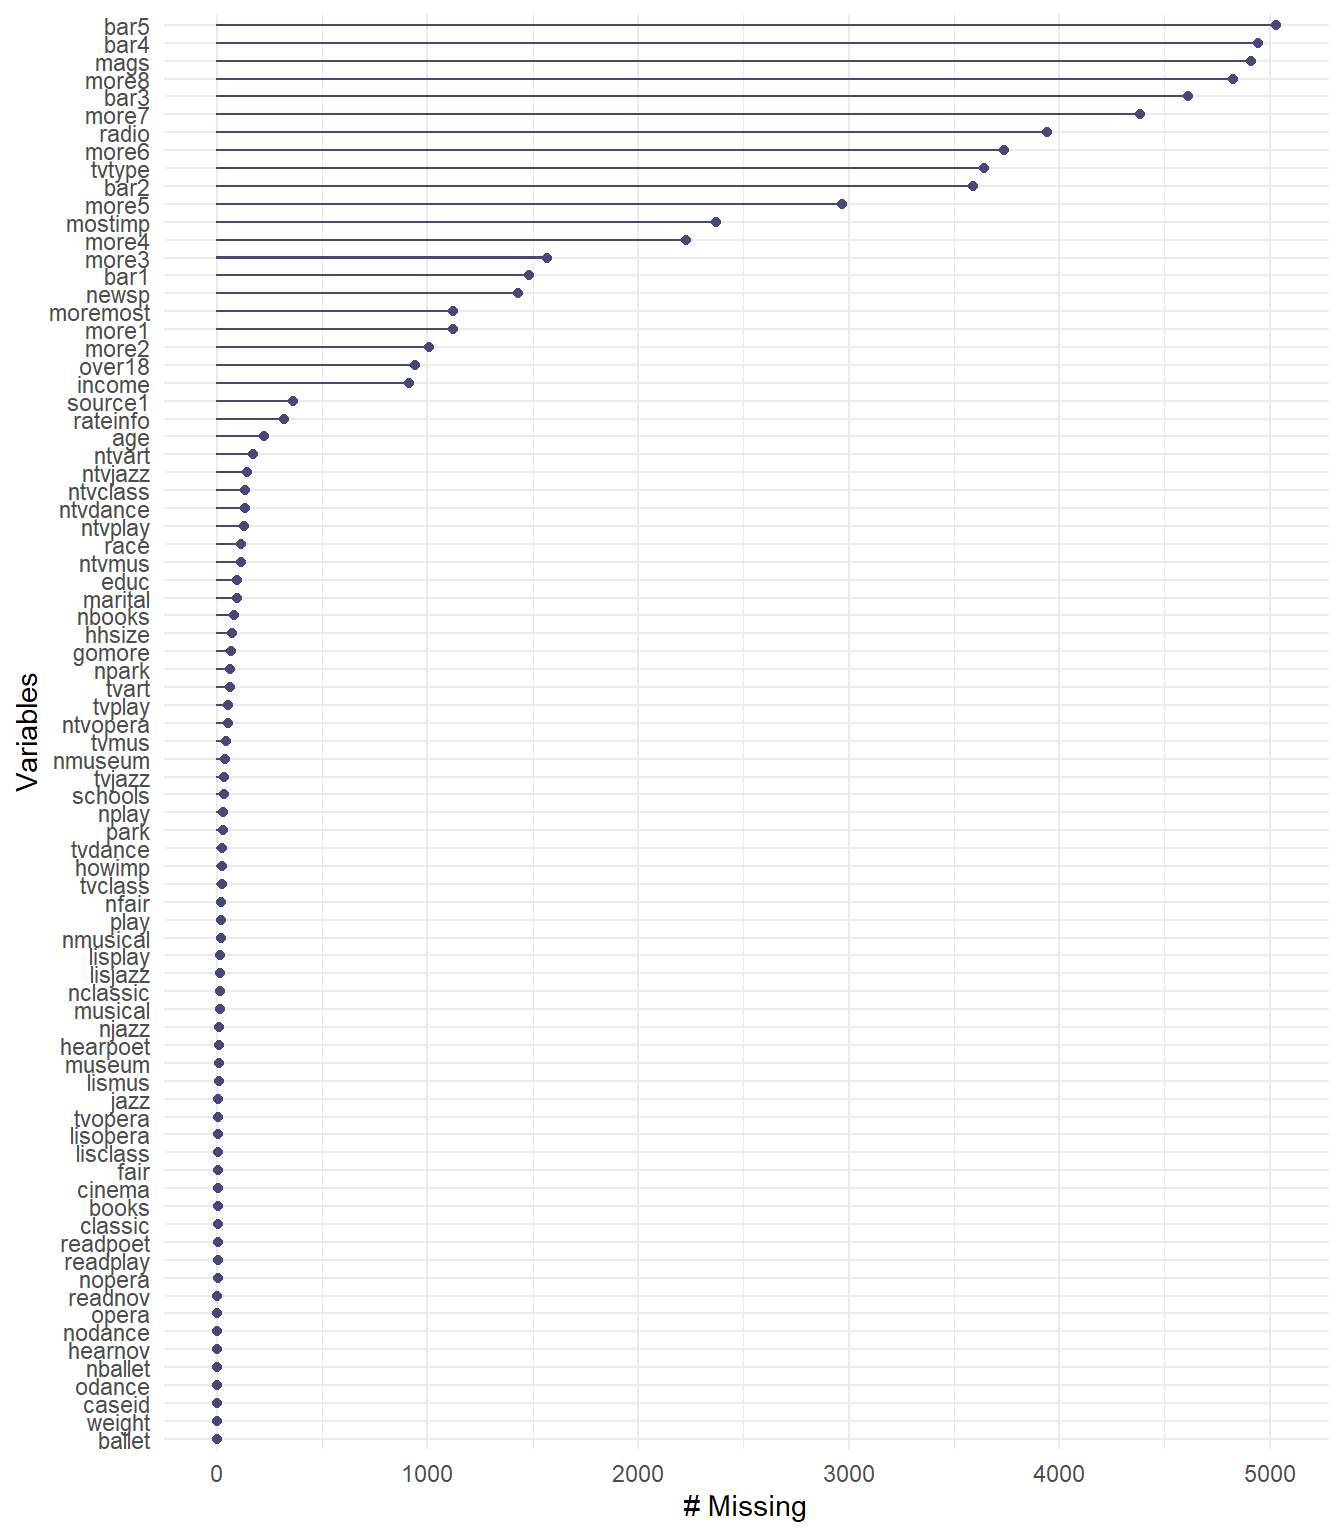 bar5
bar4
mags
more8
bar3
more7
radio
more6
tvtype
bar2
more5
mostimp
more4
more3
bar1
newsp
moremost
more1
more2
over18
income
source1
rateinfo
age
ntvart
ntvjazz
ntvclass
ntvdance
ntvplay
race
ntvmus
educ
marital
nbooks
hhsize
gomore
npark
tvart
tvplay
ntvopera
tvmus
nmuseum
tvjazz
schools
nplay
park
tvdance
howimp
tvclass
nfair
play
nmusical
lisplay
lisjazz
nclassic
musical
njazz
hearpoet
museum
lismus
jazz
tvopera
lisopera
lisclass
fair
cinema
books
classic
readpoet
readplay
nopera
readnov
opera
nodance
hearnov
nballet
odance
caseid
weight
ballet
Variables
0 1000 2000 3000 4000 5000
# Missing